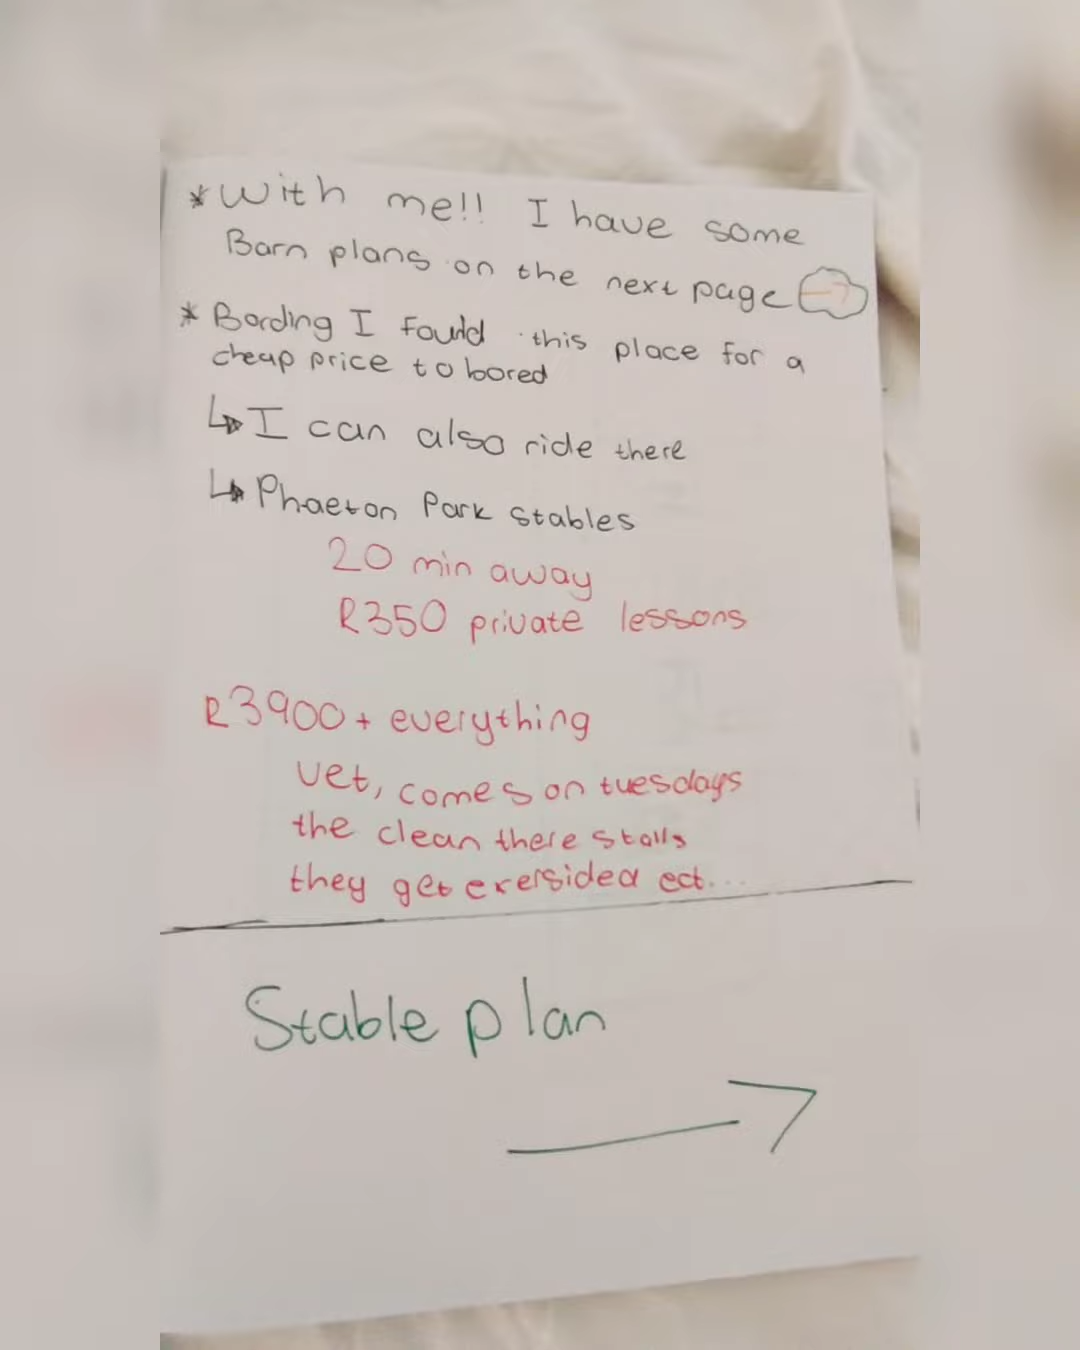 *With me!! I have some
Barn plans on the next page
* Bording I found this place for a
cheap price to bored
I can also ride there
Phaeton Park stables
20 min away
R350 private lessons
R3900+ everything
vet, comes on tuesdays
the clean there stalls
they get exersided ect...
Stable plan